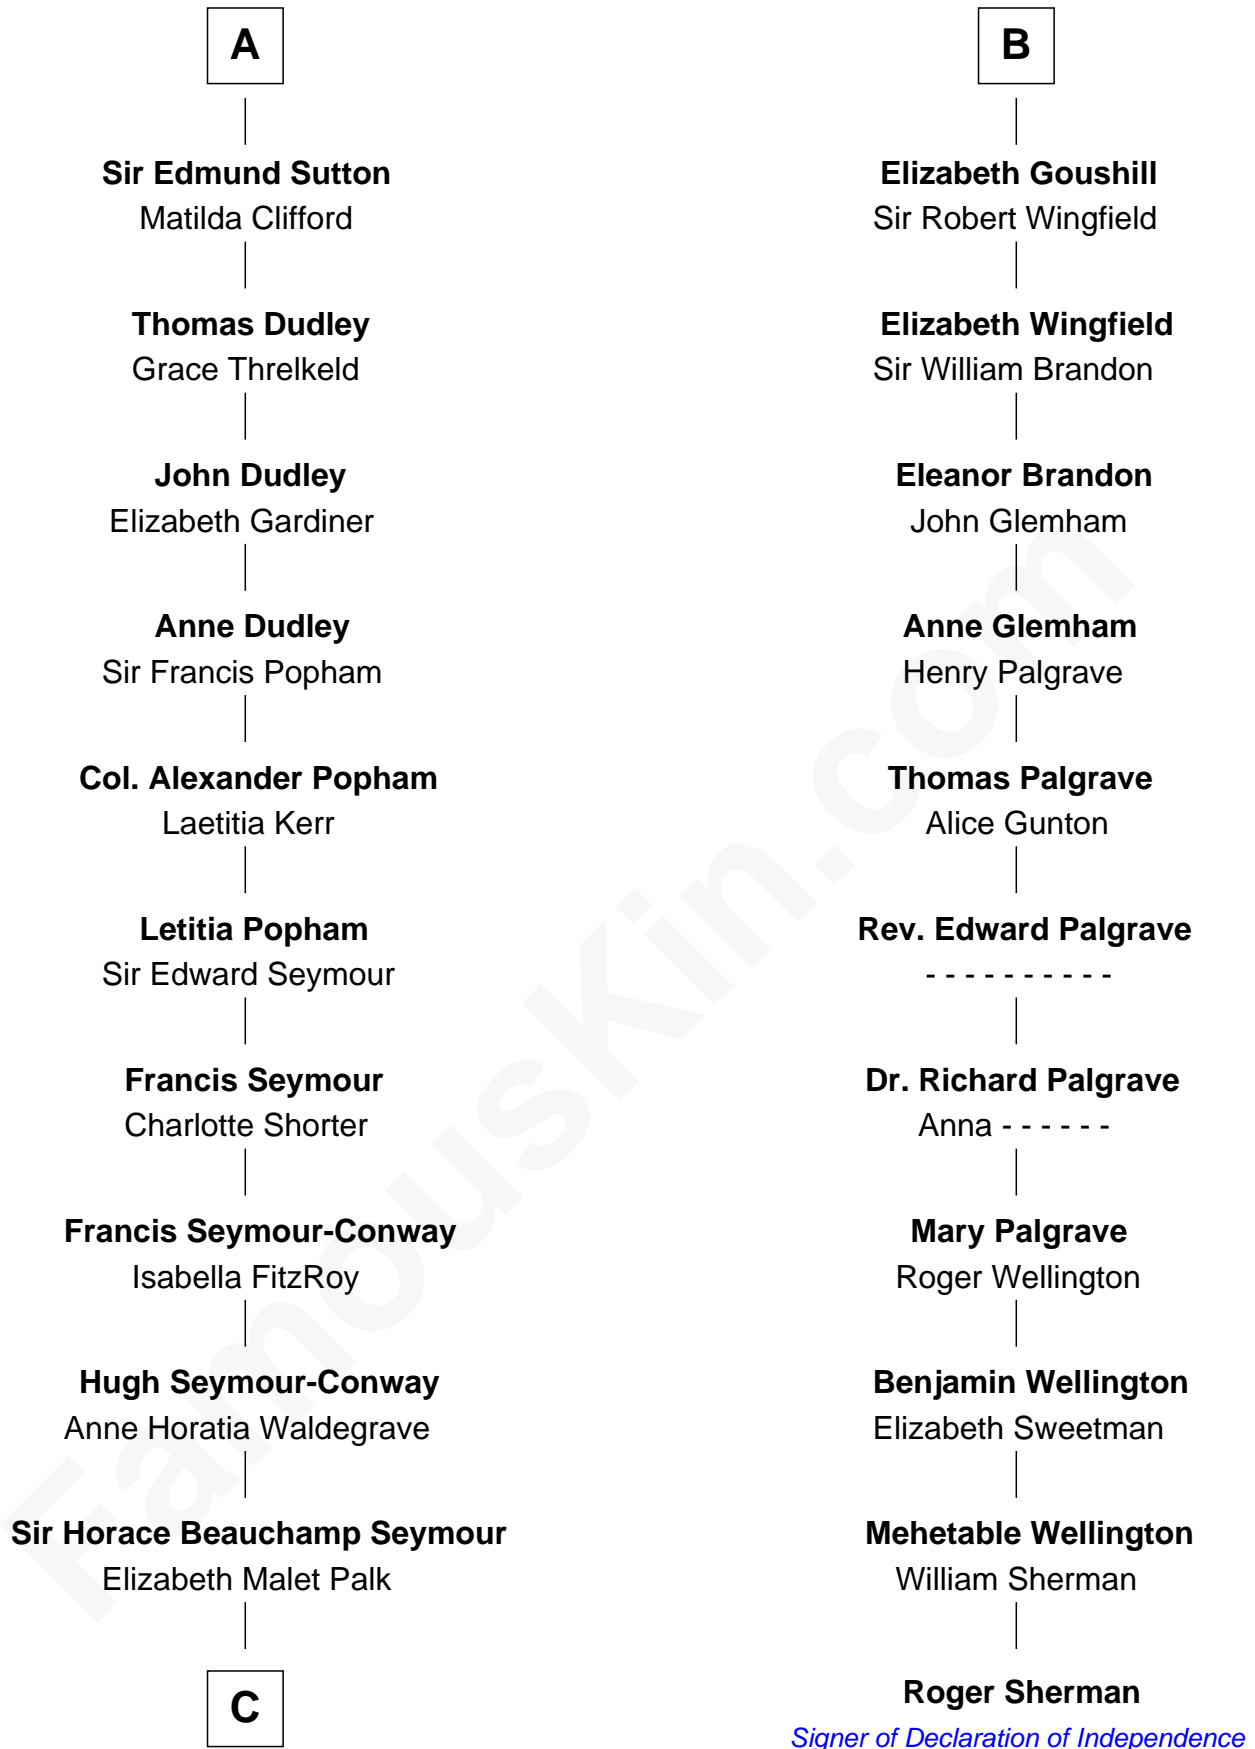 A
Sir Edmund Sutton
Matilda Clifford
Thomas Dudley
Grace Threlkeld
John Dudley
Elizabeth Gardiner
Anne Dudley
Sir Francis Popham
Col. Alexander Popham
Laetitia Kerr
Letitia Popham
Sir Edward Seymour
Francis Seymour
Charlotte Shorter
Francis Seymour-Conway
Isabella FitzRoy
Hugh Seymour-Conway
Anne Horatia Waldegrave
Sir Horace Beauchamp Seymour
Elizabeth Malet Palk
C
B
Elizabeth Goushill
Sir Robert Wingfield
Elizabeth Wingfield
Sir William Brandon
Eleanor Brandon
John Glemham
Anne Glemham
Henry Palgrave
Thomas Palgrave
Alice Gunton
Rev. Edward Palgrave
- - - - - - - - - -
Dr. Richard Palgrave
Anna - - - - - -
Mary Palgrave
Roger Wellington
Benjamin Wellington
Elizabeth Sweetman
Mehetable Wellington
William Sherman
Roger Sherman
Signer of Declaration of Independence
FamousKin.com